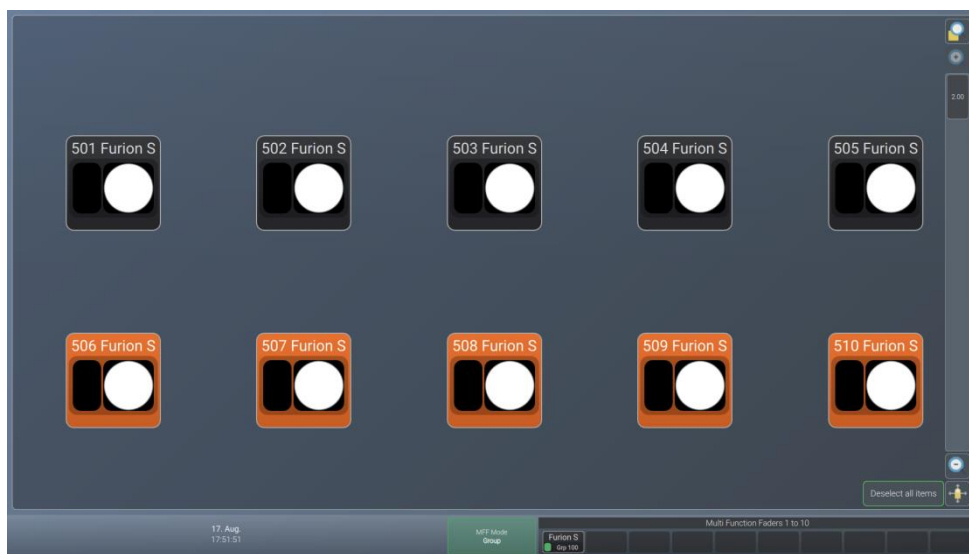 2.00
501 Furion S
502 Furion S
503 Furion S
504 Furion S
505 Furion S
506 Furion S
507 Furion S
508 Furion S
509 Furion S
510 Furion S
Deselect all items
17. Aug.
17:51:51
MFF Mode
Group
Multi Function Faders 1 to 10
Furion S
Grp 100